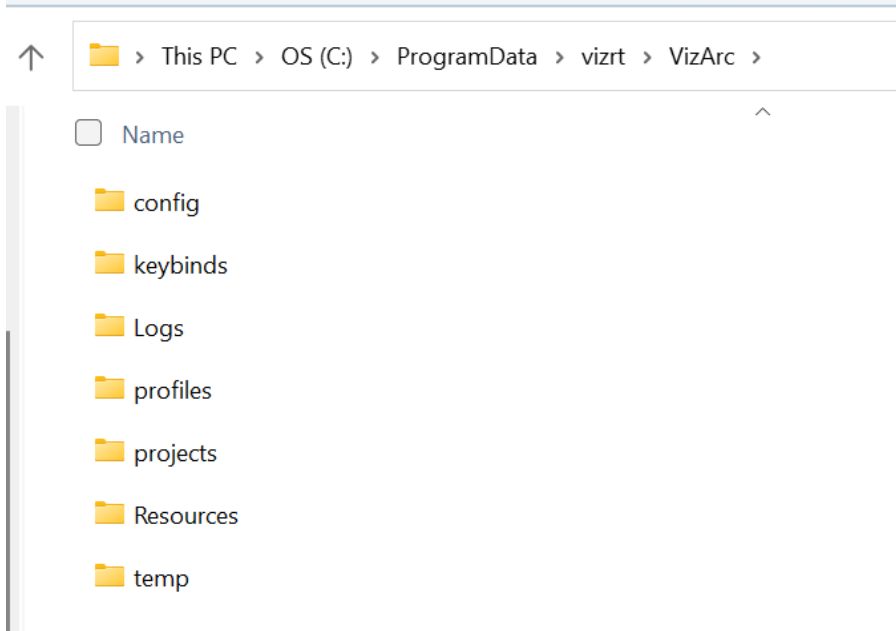 This PC > OS (C:) > ProgramData > vizrt > VizArc >
Name
config
keybinds
Logs
profiles
projects
Resources
temp